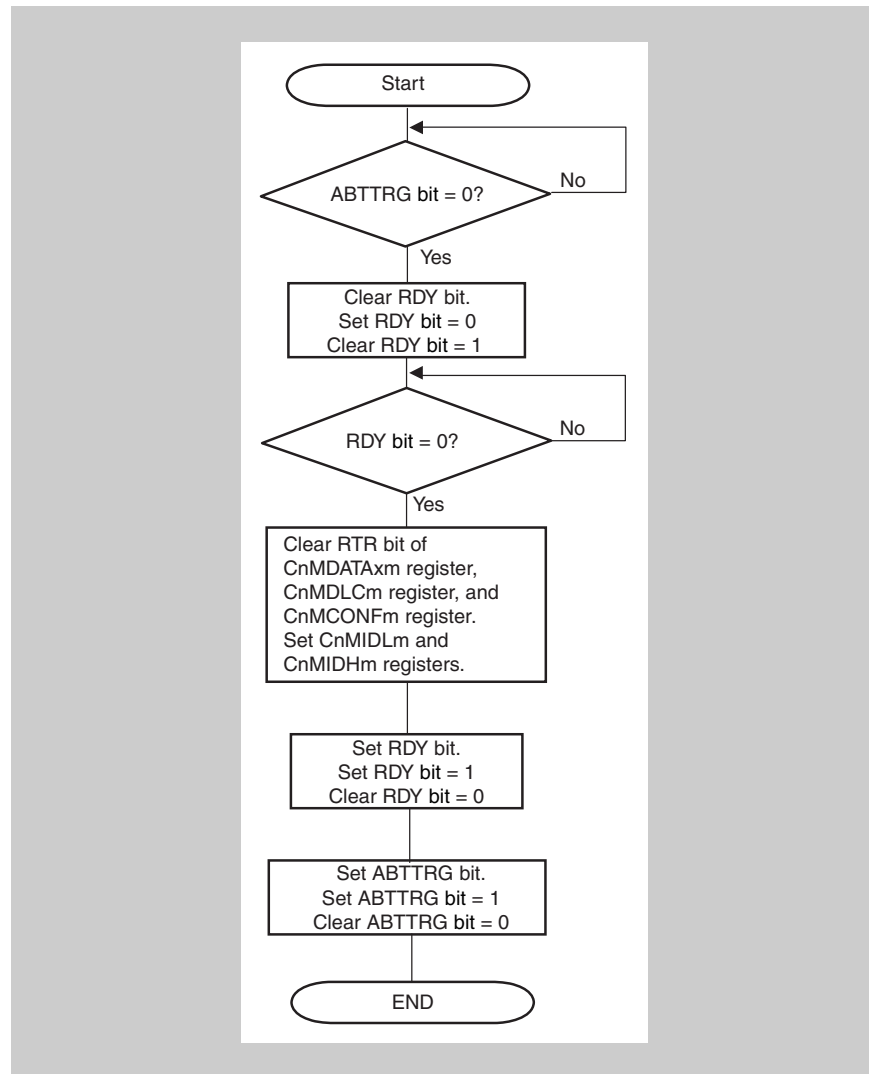 Start
ABTTRG bit = 0?
No
Yes
Clear RDY bit.
Set RDY bit = 0
Clear RDY bit = 1
RDY bit = 0?
No
Yes
Clear RTR bit of
CnMDATAxm register,
CnMDLCm register, and
CnMCONFm register.
Set CnMIDLm and
CnMIDHm registers.
Set RDY bit.
Set RDY bit = 1
Clear RDY bit = 0
Set ABTTRG bit.
Set ABTTRG bit = 1
Clear ABTTRG bit = 0
END